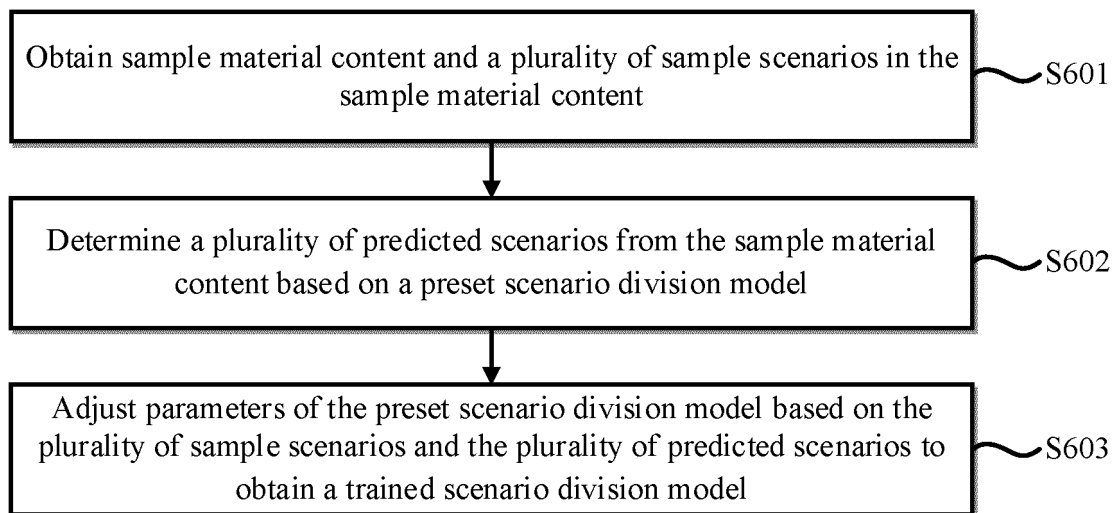 Obtain sample material content and a plurality of sample scenarios in the
sample material content
S601
Determine a plurality of predicted scenarios from the sample material
content based on a preset scenario division model
S602
Adjust parameters of the preset scenario division model based on the
plurality of sample scenarios and the plurality of predicted scenarios to
obtain a trained scenario division model
S603